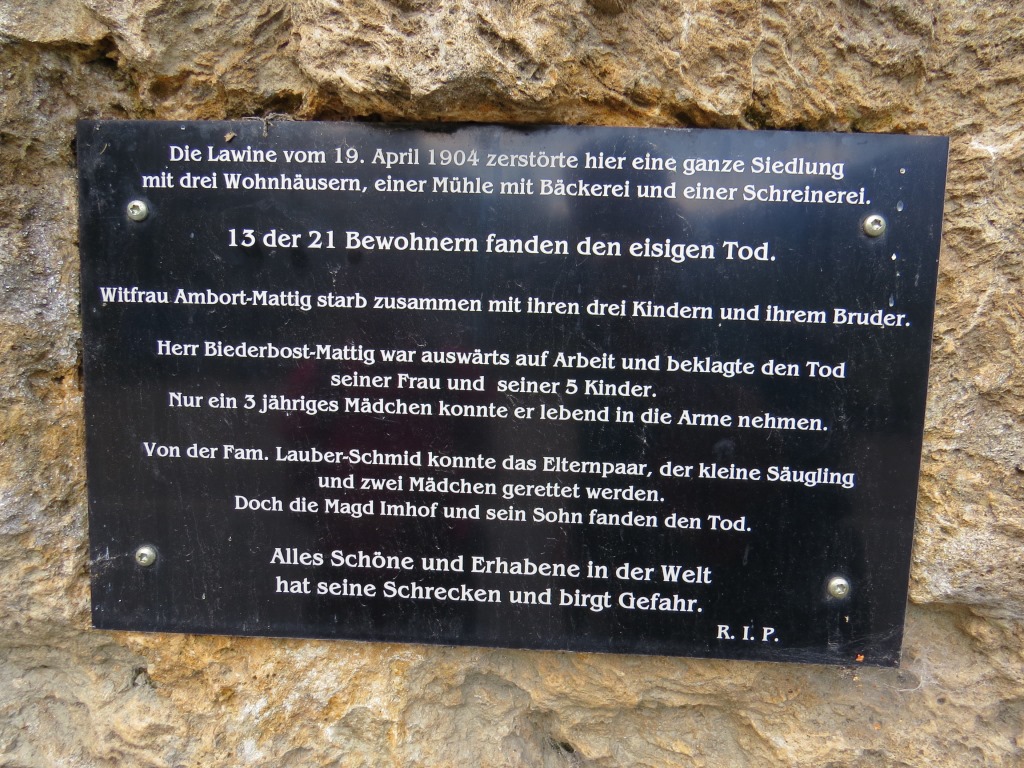 Die Lawine vom 19. April 1904 zerstörte hier eine ganze Siedlung
mit drei Wohnhäusern, einer Mühle mit Bäckerei und einer Schreinerei.
13 der 21 Bewohnern fanden den eisigen Tod.
Witfrau Ambort-Mattig starb zusammen mit ihren drei Kindern und ihrem Bruder.
Herr Biederbost-Mattig war auswärts auf Arbeit und beklagte den Tod
seiner Frau und seiner 5 Kinder.
Nur ein 3 jähriges Mädchen konnte er lebend in die Arme nehmen.
Von der Fam. Lauber-Schmid konnte das Elternpaar, der kleine Säugling
und zwei Mädchen gerettet werden.
Doch die Magd Imhof und sein Sohn fanden den Tod.
Alles Schöne und Erhabene in der Welt
hat seine Schrecken und birgt Gefahr.
R. I. P.